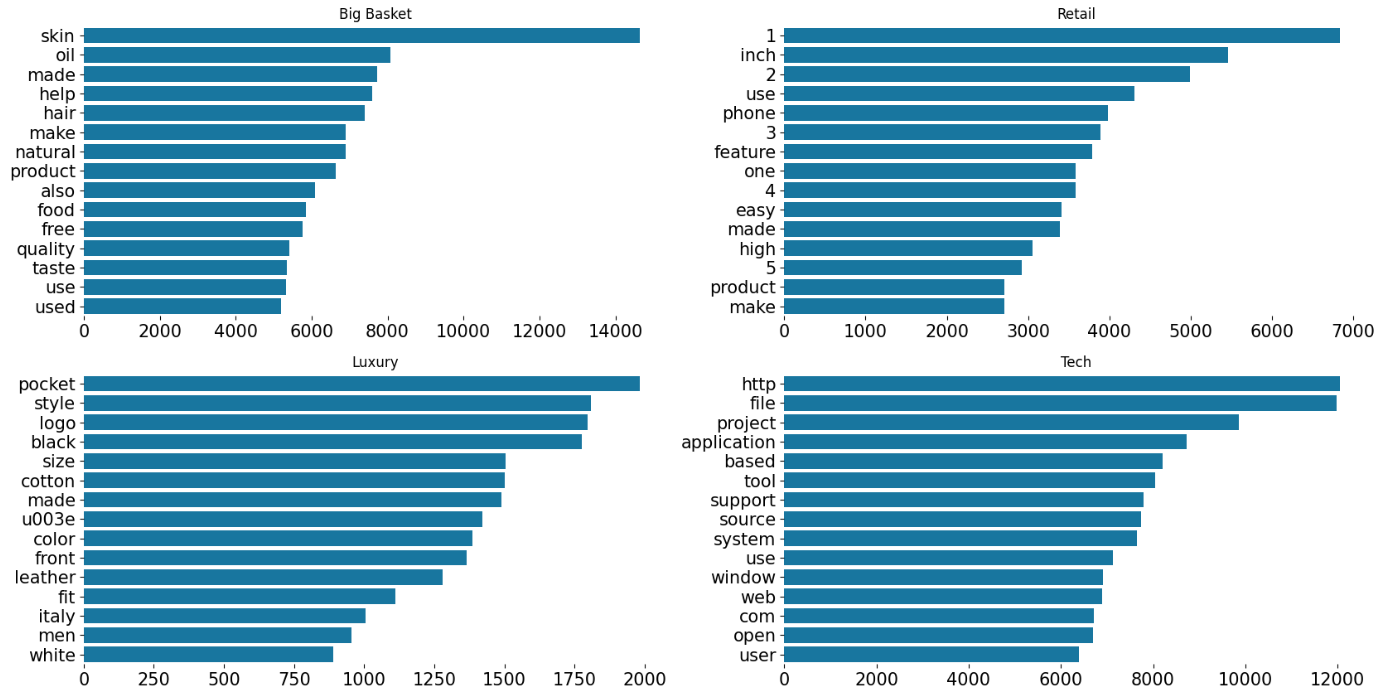 Big Basket
skin
oil
made
help
hair
make
natural
product
also
food
free
quality
taste
use
used
0 2000 4000 6000 8000 10000 12000 14000
Retail
1
inch
2
use
phone
3
feature
one
4
easy
made
high
5
product
make
0 1000 2000 3000 4000 5000 6000 7000
Luxury
pocket
style
logo
black
size
cotton
made
u003e
color
front
leather
fit
italy
men
white
0 250 500 750 1000 1250 1500 1750 2000
Tech
http
file
project
application
based
tool
support
source
system
use
window
web
com
open
user
0 2000 4000 6000 8000 10000 12000